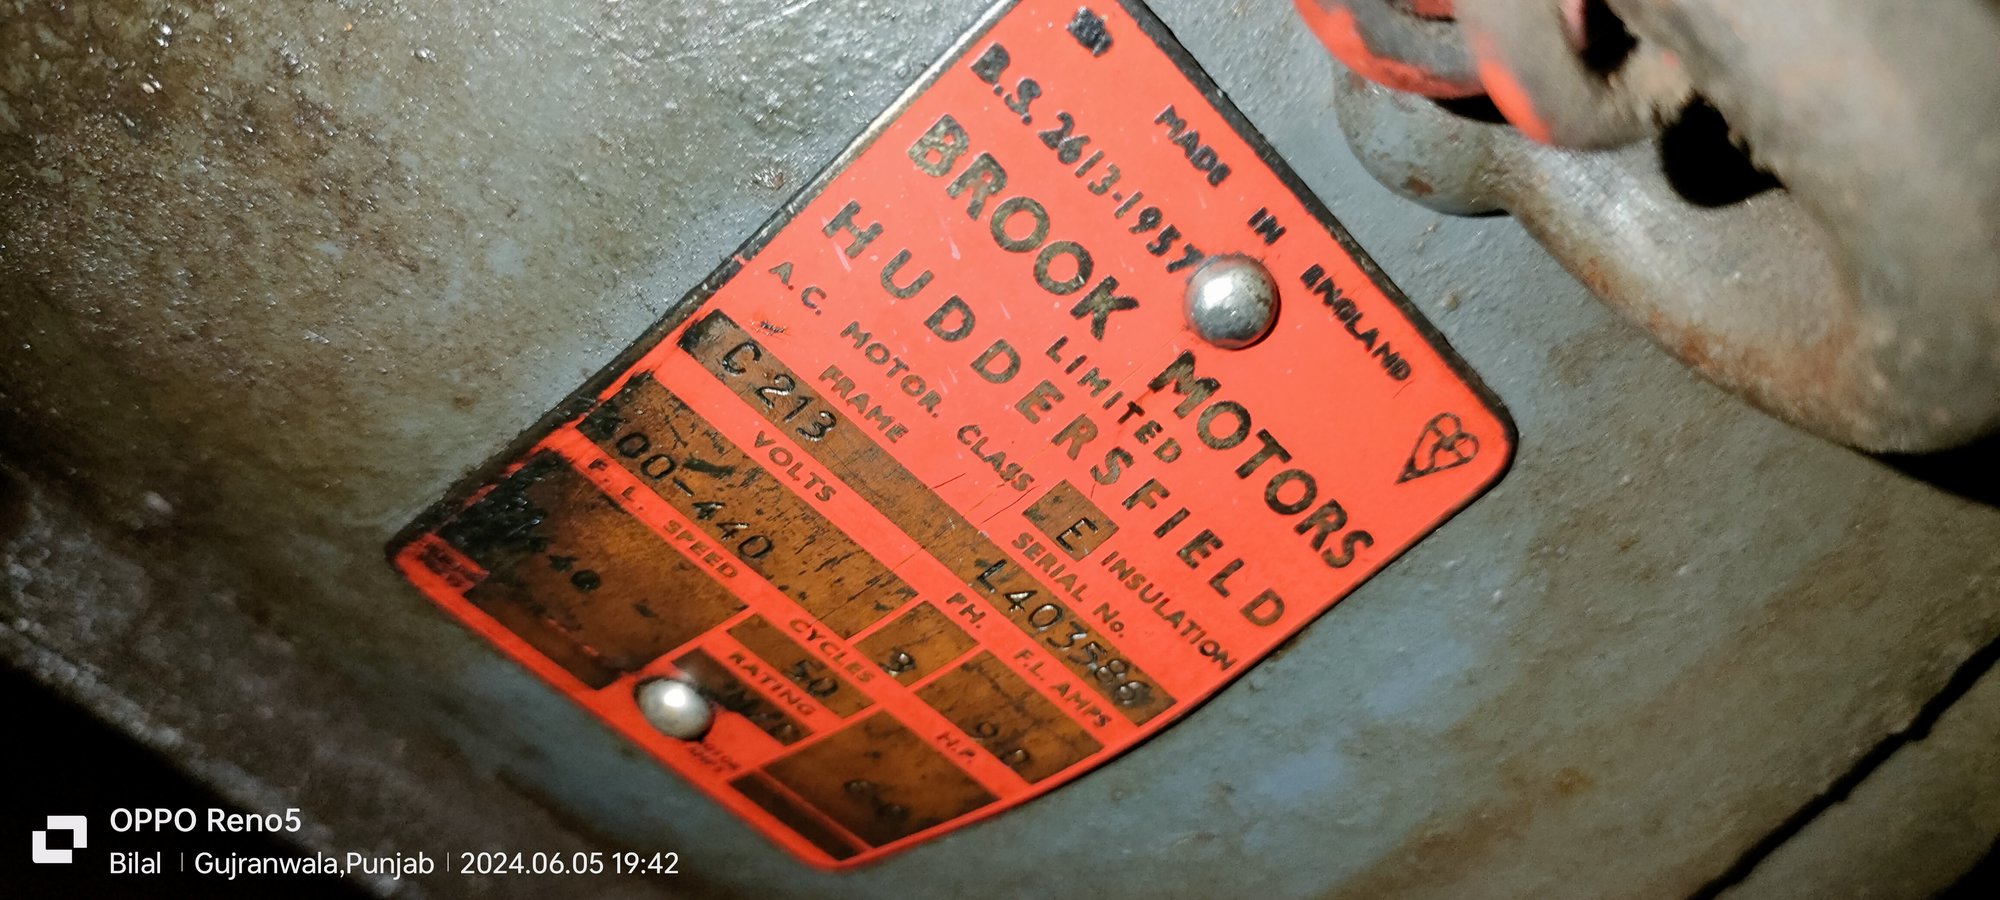 MADE IN ENGLAND
B.S. 2613-1957
BROOK MOTORS
LIMITED
HUDDERSFIELD
A.C. MOTOR. CLASS E INSULATION
FRAME SERIAL No.
C213 L403586
VOLTS PH. F.L. AMPS
400-440 3
F.L. SPEED CYCLES H.P.
50
RATING
OPPO Reno5
Bilal | Gujranwala,Punjab | 2024.06.05 19:42